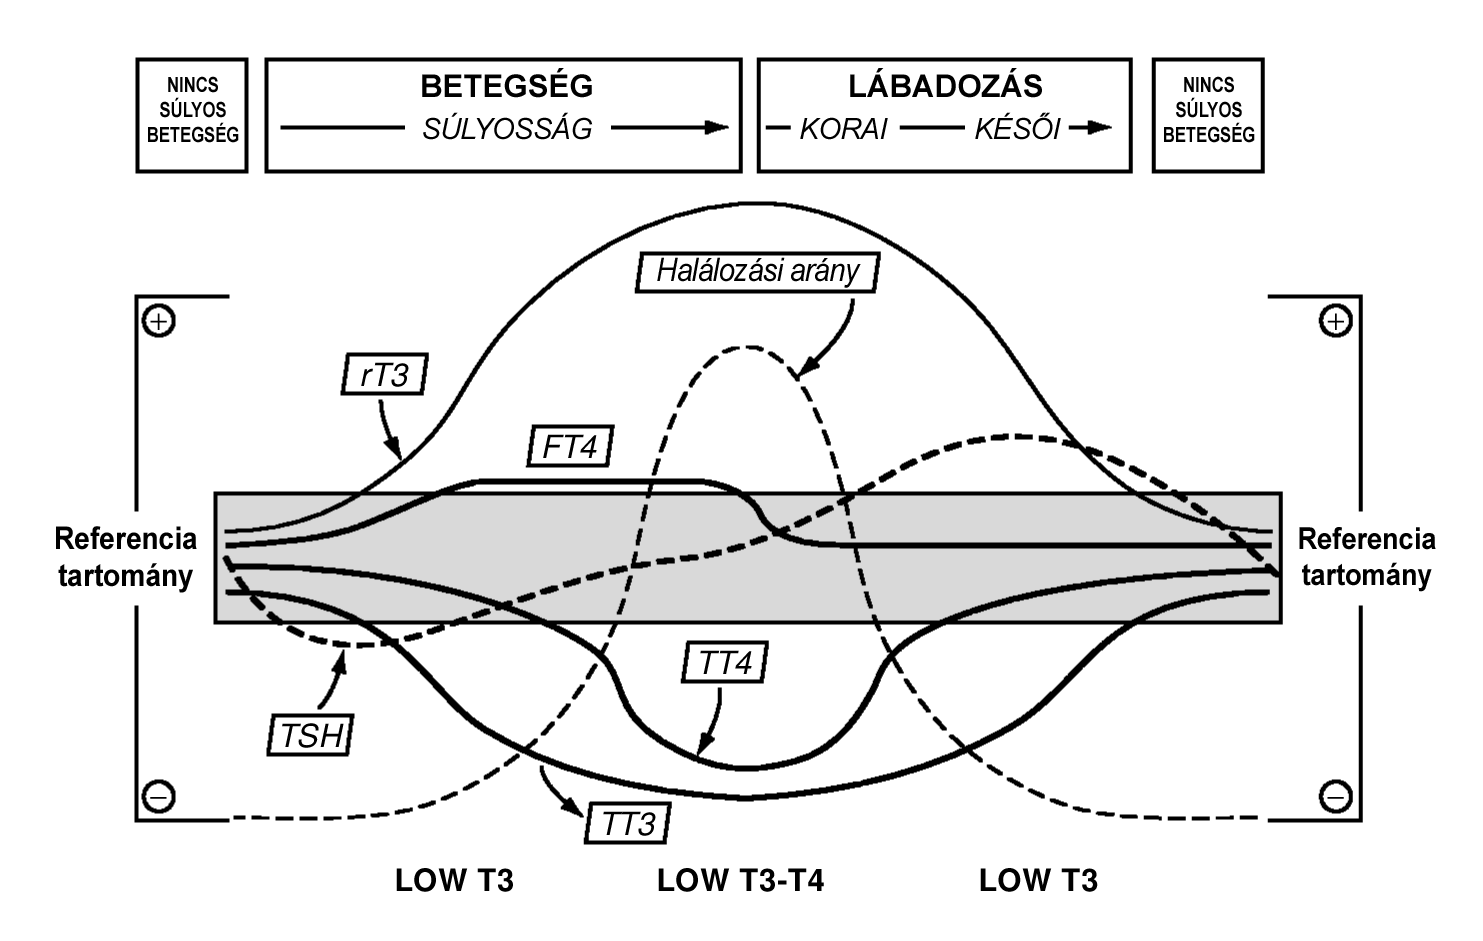 NINCS
SÚLYOS
BETEGSÉG
BETEGSÉG
SÚLYOSSÁG
LÁBADOZÁS
KORAI KÉSŐI
NINCS
SÚLYOS
BETEGSÉG
Halálozási arány
+
+
rT3
FT4
Referencia
tartomány
Referencia
tartomány
TT4
TSH
−
−
TT3
LOW T3
LOW T3-T4
LOW T3